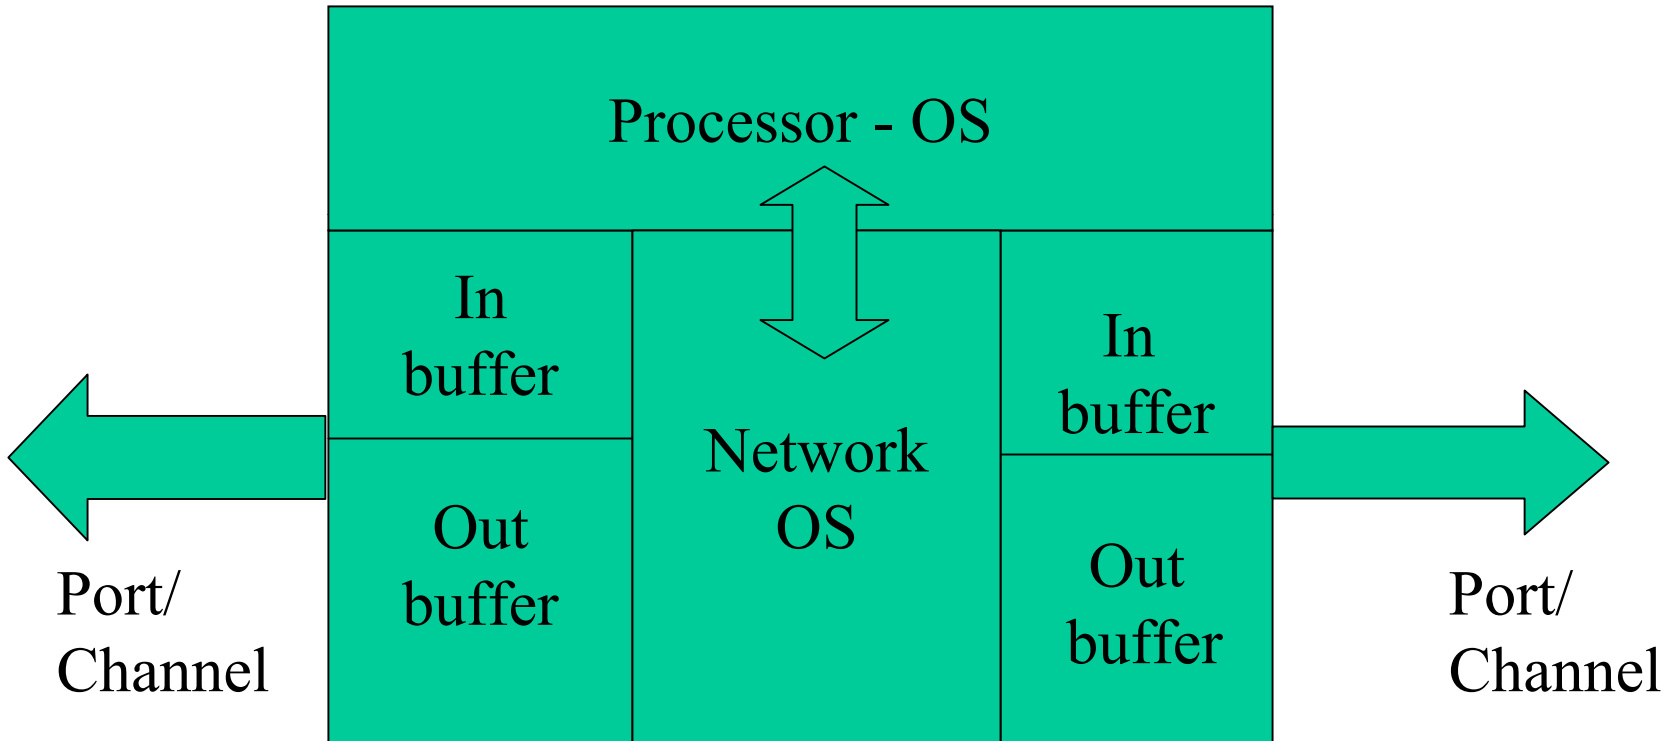 Processor - OS
In
buffer
In
buffer
Network
OS
Out
buffer
Out
buffer
Port/
Channel
Port/
Channel